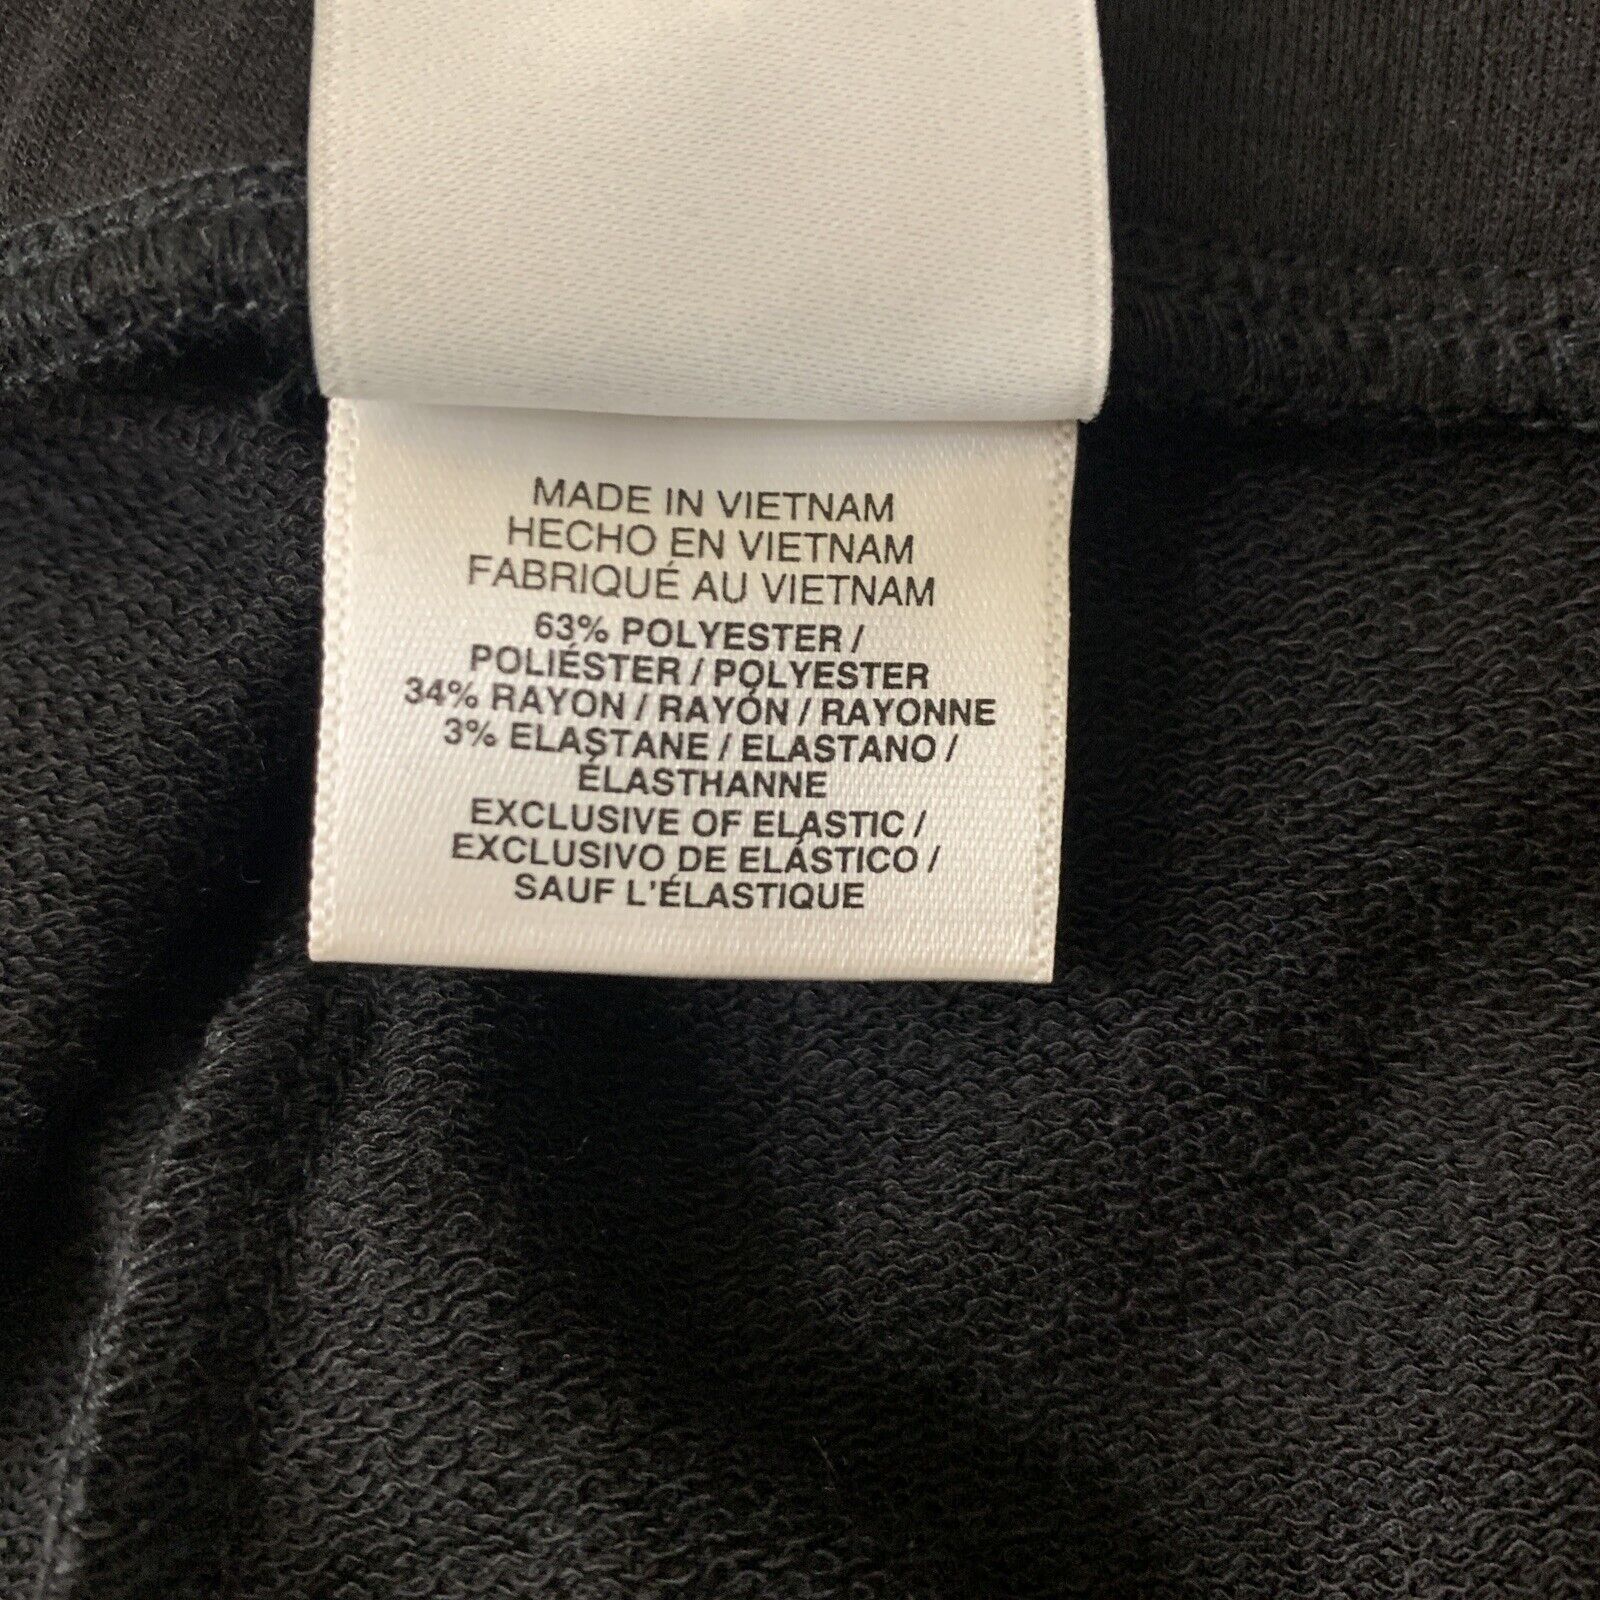 MADE IN VIETNAM
HECHO EN VIETNAM
FABRIQUÉ AU VIETNAM
63% POLYESTER /
POLIÉSTER / POLYESTER
34% RAYON / RAYÓN / RAYONNE
3% ELASTANE / ELASTANO /
ÉLASTHANNE
EXCLUSIVE OF ELASTIC /
EXCLUSIVO DE ELÁSTICO /
SAUF L'ÉLASTIQUE